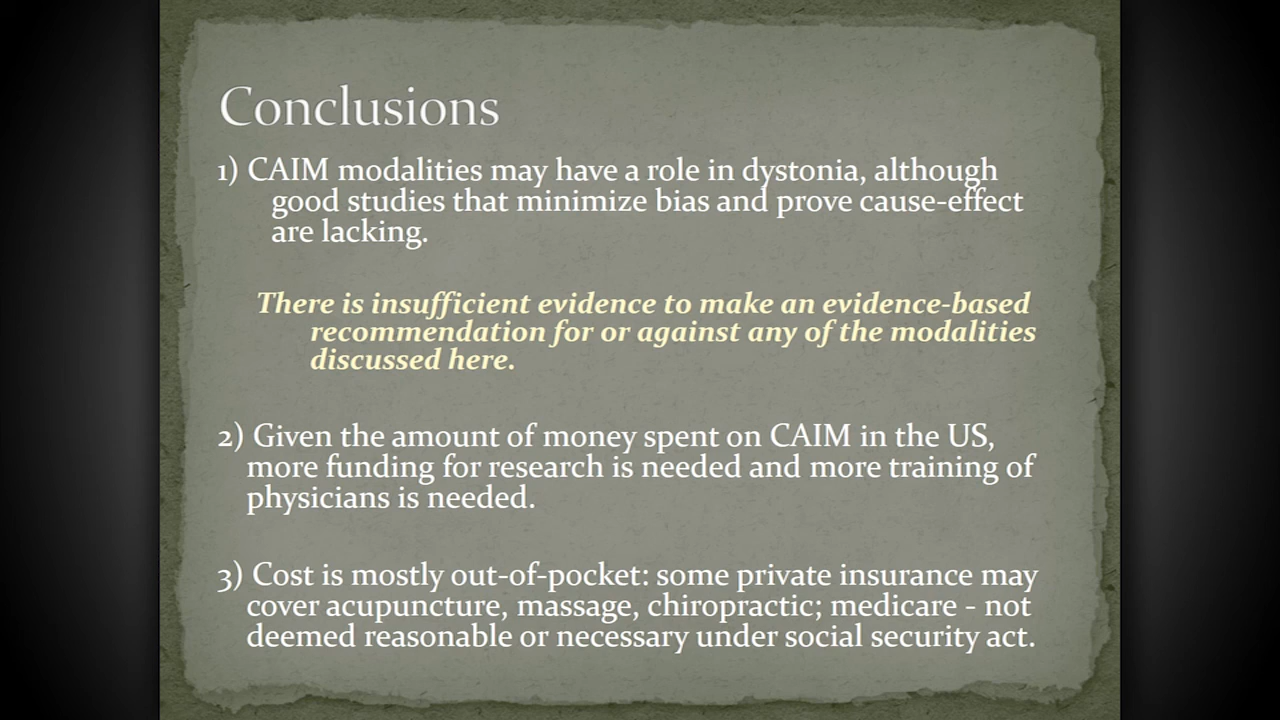 Conclusions
1) CAIM modalities may have a role in dystonia, although
good studies that minimize bias and prove cause-effect
are lacking.
There is insufficient evidence to make an evidence-based
recommendation for or against any of the modalities
discussed here.
2) Given the amount of money spent on CAIM in the US,
more funding for research is needed and more training of
physicians is needed.
3) Cost is mostly out-of-pocket: some private insurance may
cover acupuncture, massage, chiropractic; medicare - not
deemed reasonable or necessary under social security act.